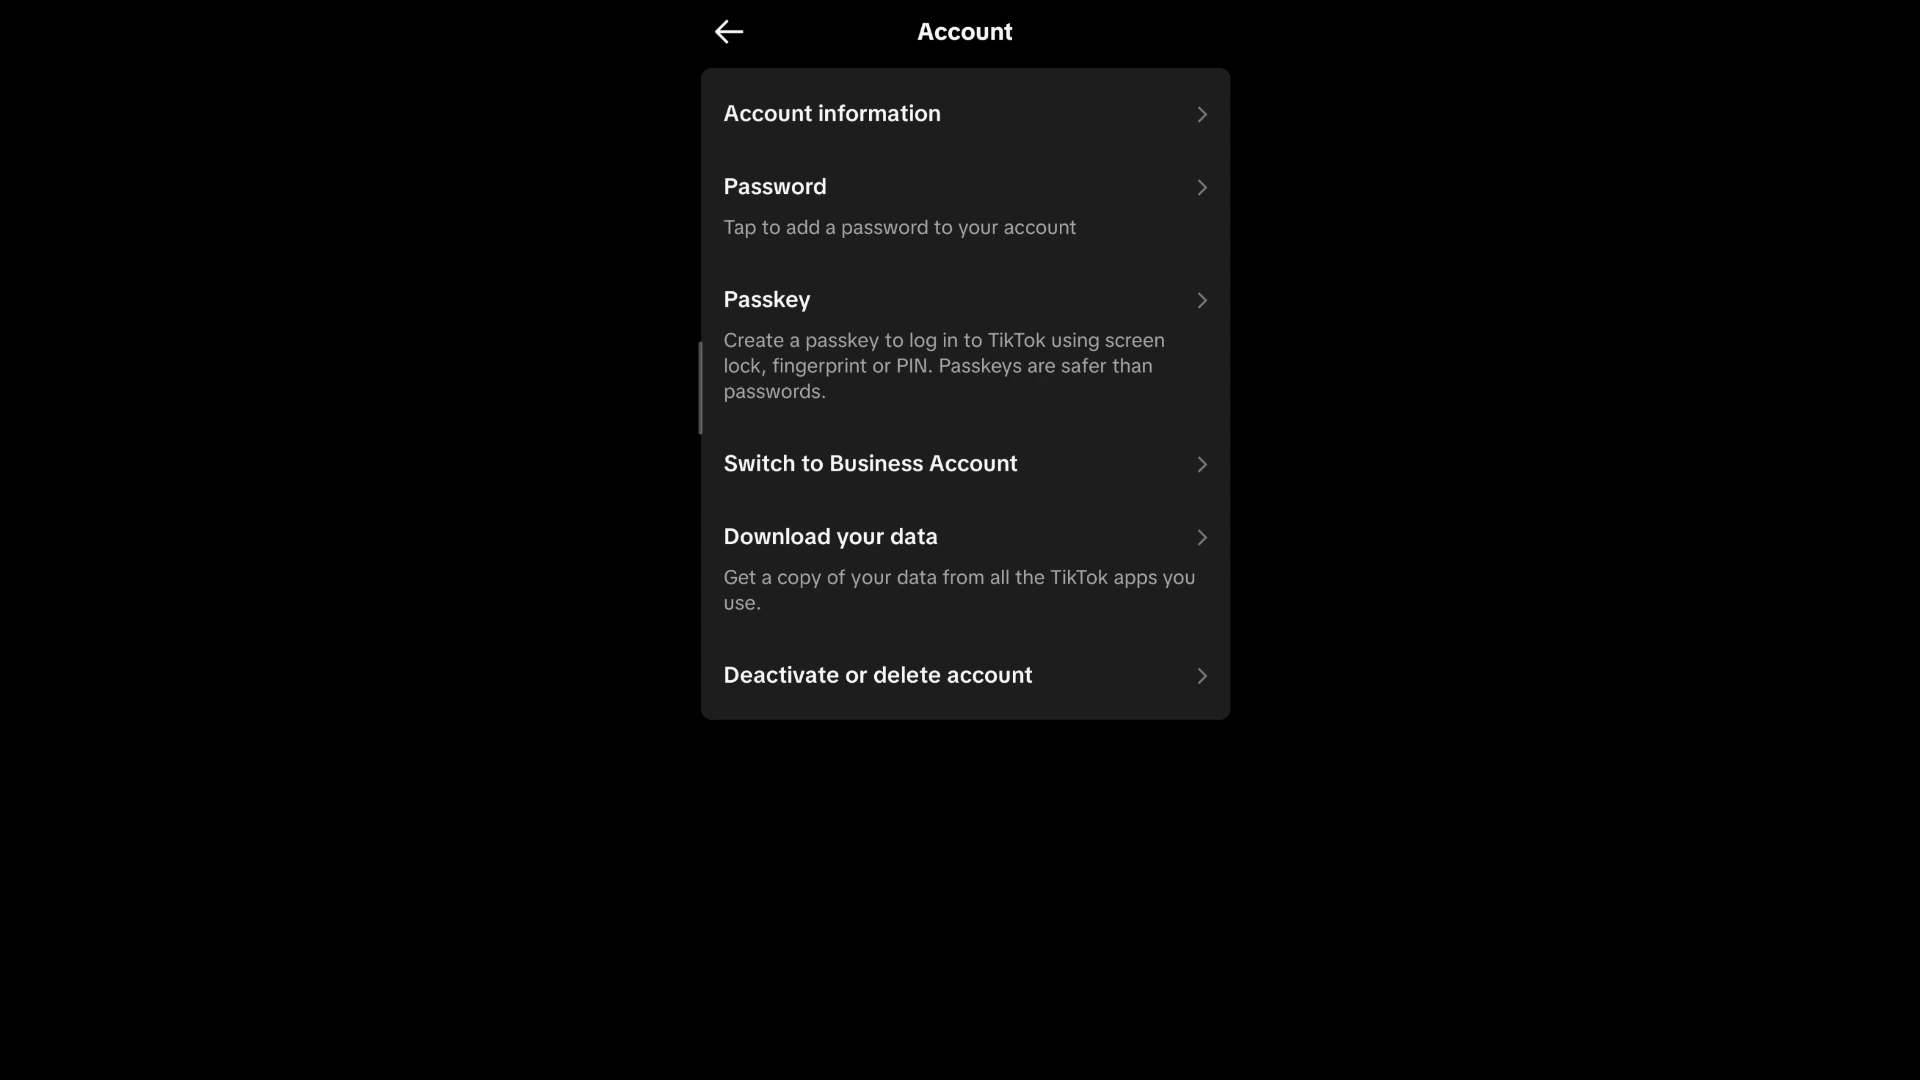 Account
Account information
Password
Tap to add a password to your account
Passkey
Create a passkey to log in to TikTok using screen
lock, fingerprint or PIN. Passkeys are safer than
passwords.
Switch to Business Account
Download your data
Get a copy of your data from all the TikTok apps you
use.
Deactivate or delete account